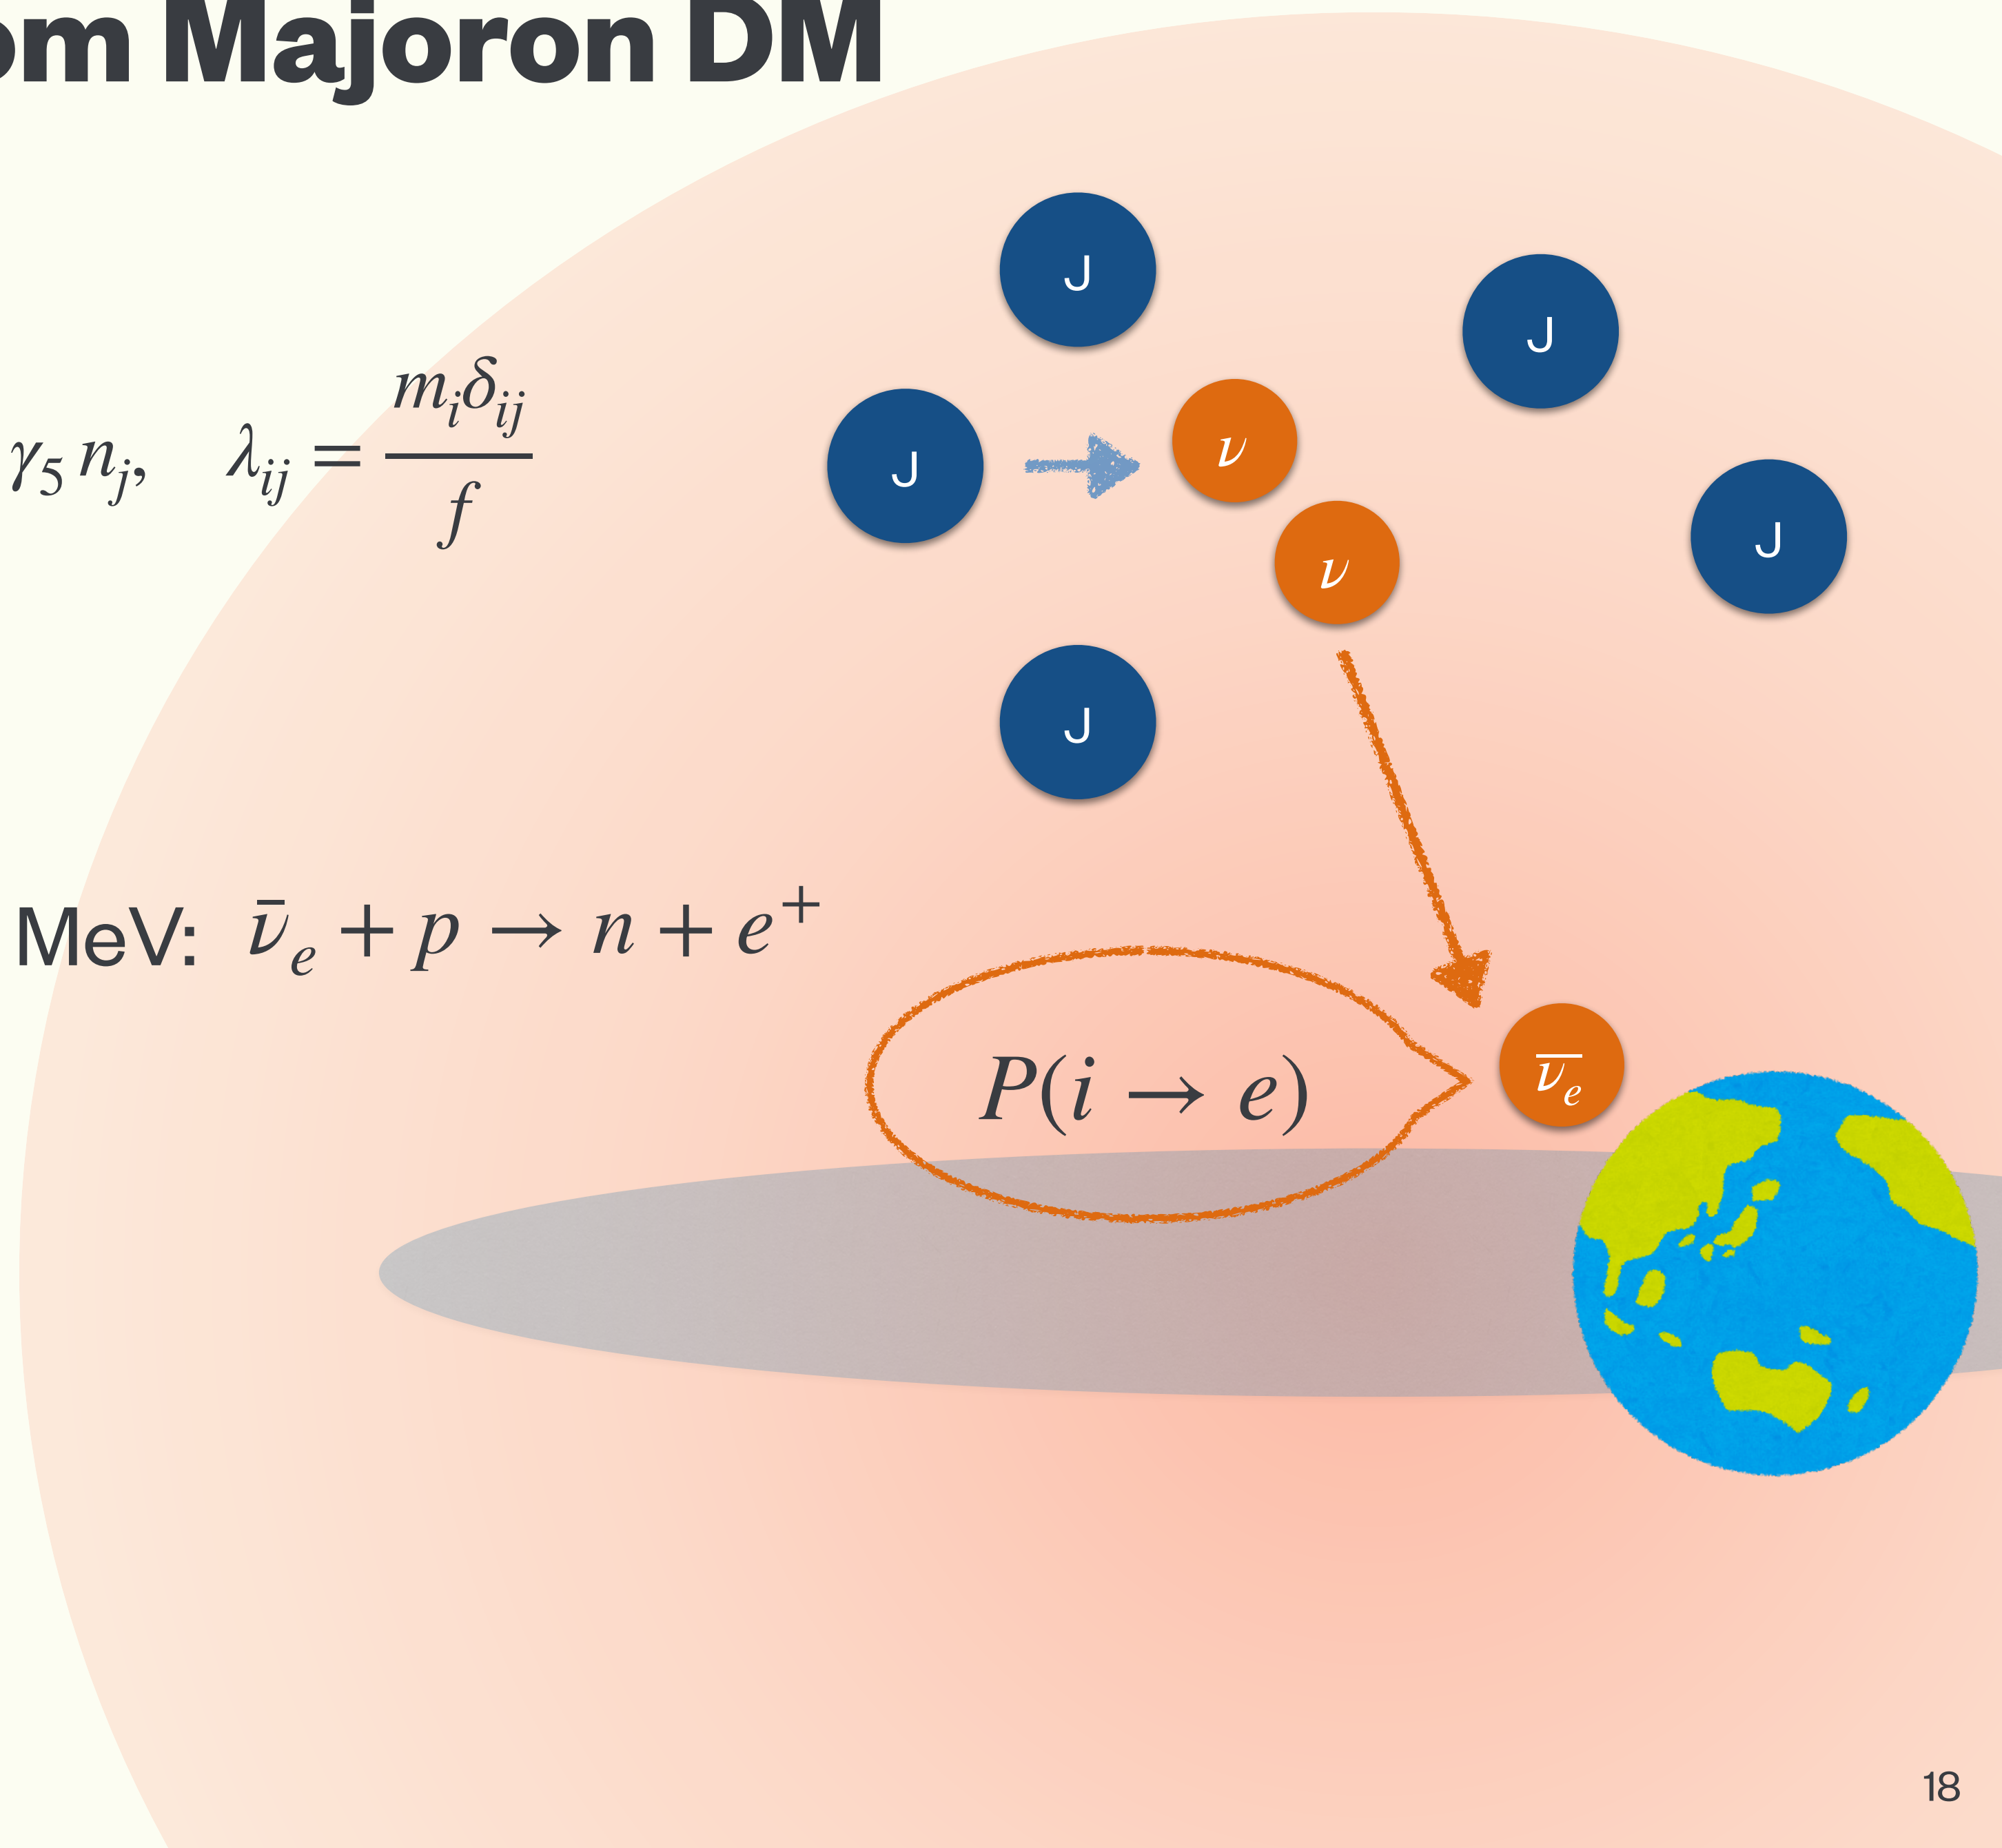 om Majoron DM
J
J
γ₅ nⱼ, λᵢⱼ = mᵢδᵢⱼ / f
J
ν
J
ν
J
MeV: ν̄ₑ + p → n + e⁺
P(i → e)
ν̄ₑ
18